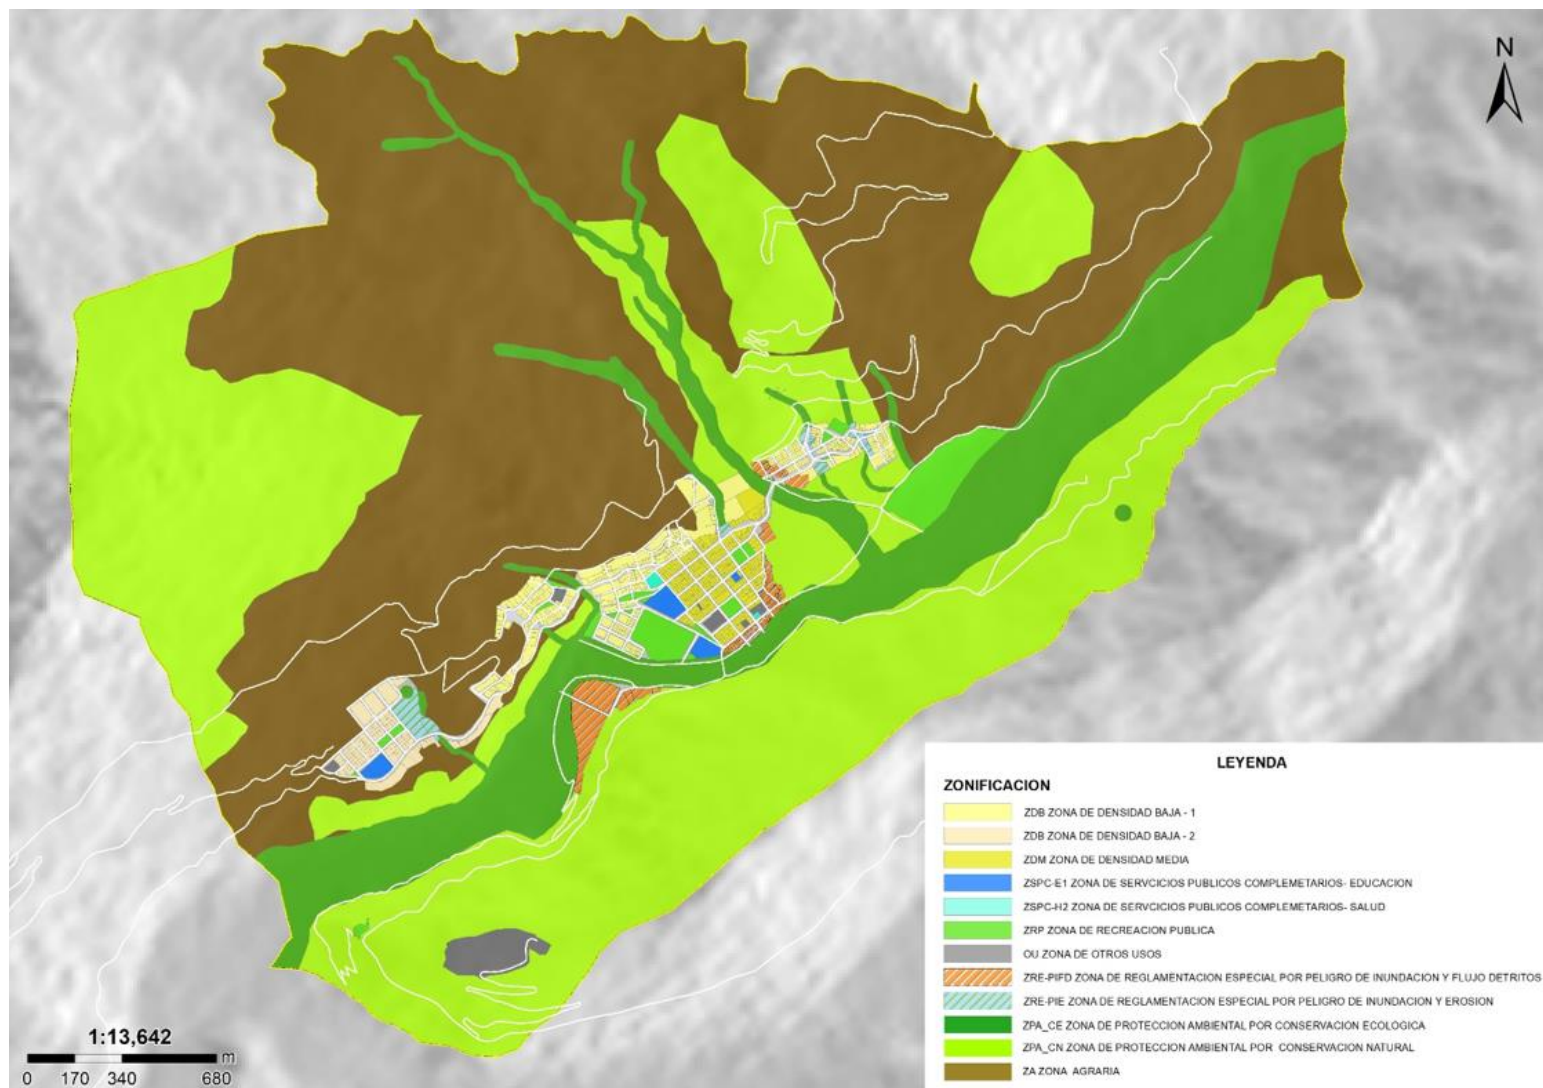 N
LEYENDA
ZONIFICACION
ZDB ZONA DE DENSIDAD BAJA - 1
ZDB ZONA DE DENSIDAD BAJA - 2
ZDM ZONA DE DENSIDAD MEDIA
ZSPC-E1 ZONA DE SERVCICIOS PUBLICOS COMPLEMETARIOS- EDUCACION
ZSPC-H2 ZONA DE SERVCICIOS PUBLICOS COMPLEMETARIOS- SALUD
ZRP ZONA DE RECREACION PUBLICA
OU ZONA DE OTROS USOS
ZRE-PIFD ZONA DE REGLAMENTACION ESPECIAL POR PELIGRO DE INUNDACION Y FLUJO DETRITOS
ZRE-PIE ZONA DE REGLAMENTACION ESPECIAL POR PELIGRO DE INUNDACION Y EROSION
ZPA_CE ZONA DE PROTECCION AMBIENTAL POR CONSERVACION ECOLOGICA
ZPA_CN ZONA DE PROTECCION AMBIENTAL POR CONSERVACION NATURAL
ZA ZONA AGRARIA
1:13,642
m
0 170 340 680